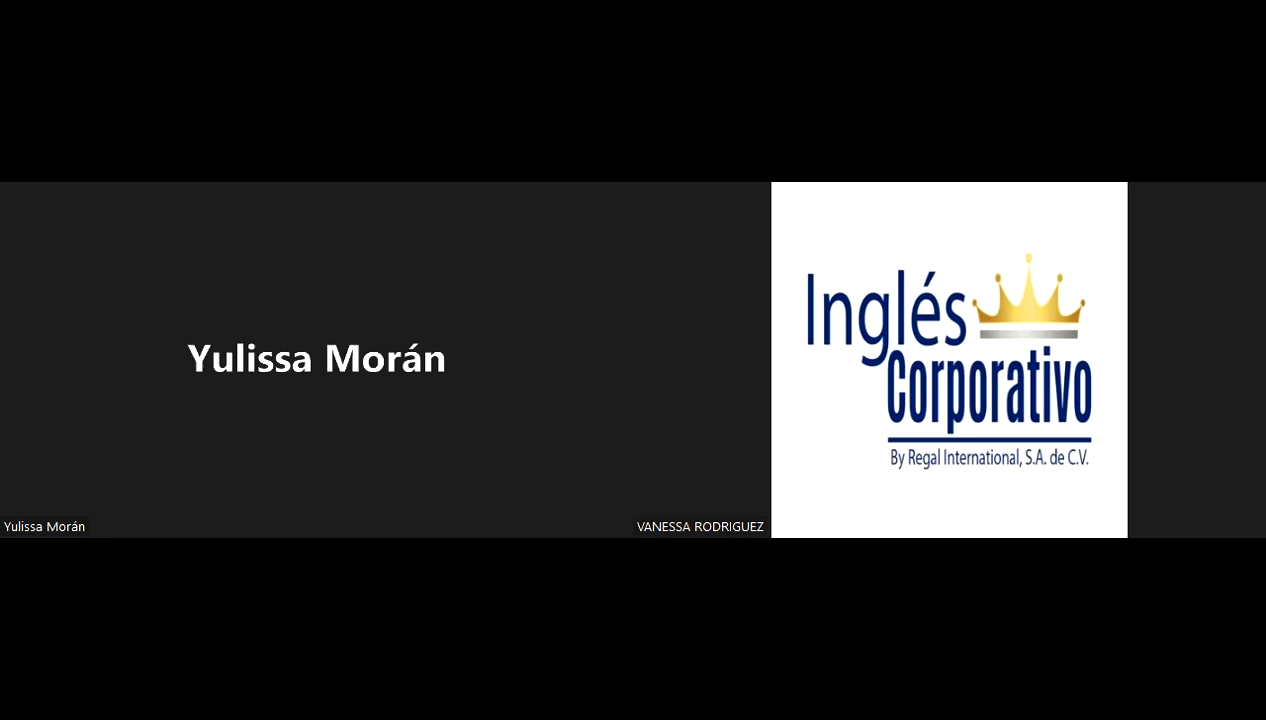 Yulissa Morán
Inglés
Corporativo
By Regal International, S.A. de C.V.
Yulissa Morán
VANESSA RODRIGUEZ